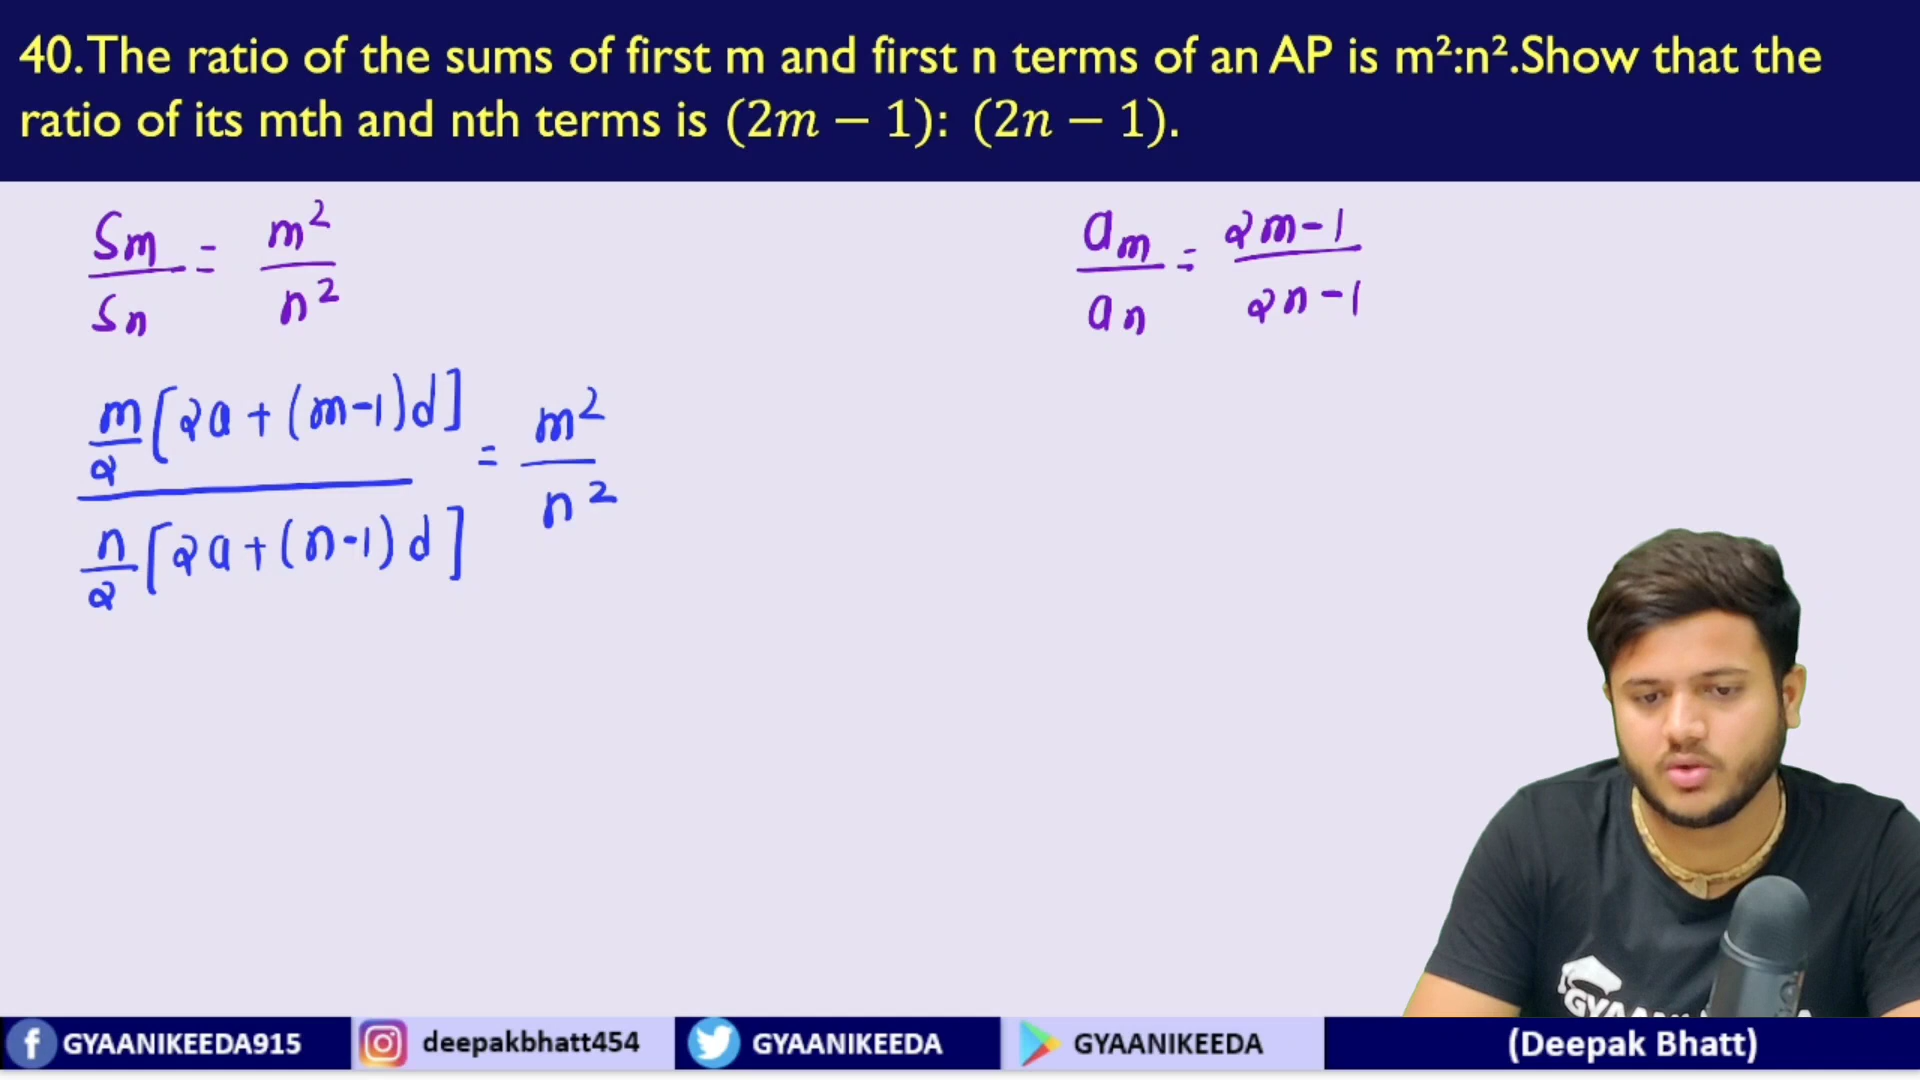 40.The ratio of the sums of first m and first n terms of an AP is m²:n².Show that the
ratio of its mth and nth terms is (2m − 1): (2n − 1).
Sm/Sn = m²/n²
am/an = 2m-1/2n-1
m/2[2a+(m-1)d] / n/2[2a+(n-1)d] = m²/n²
GYAANIKEEDA915
deepakbhatt454
GYAANIKEEDA
GYAANIKEEDA
(Deepak Bhatt)